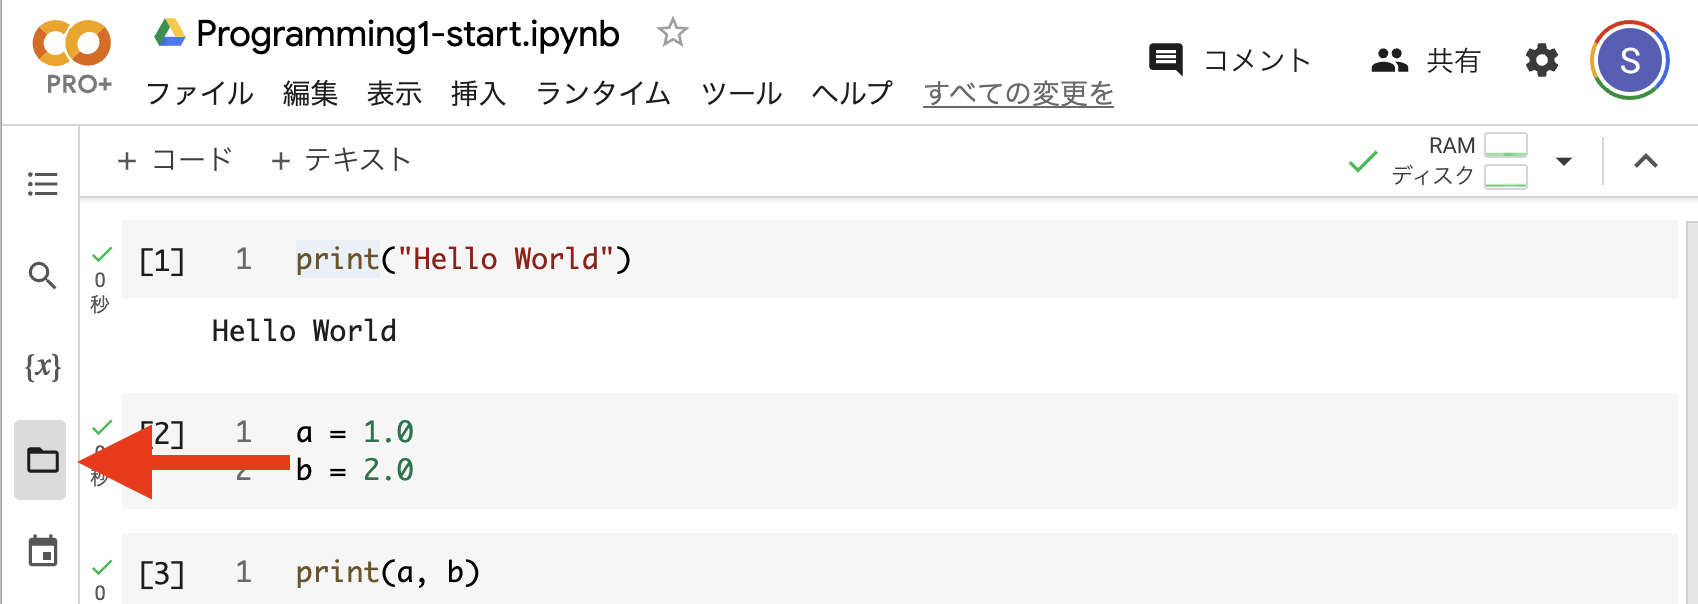 Programming1-start.ipynb
PRO+
ファイル 編集 表示 挿入 ランタイム ツール ヘルプ すべての変更を
コメント 共有 S
+ コード + テキスト
RAM
ディスク
{x}
0
秒
[1] 1 print("Hello World")
Hello World
[2] 1 a = 1.0
2 b = 2.0
秒
[3] 1 print(a, b)
0